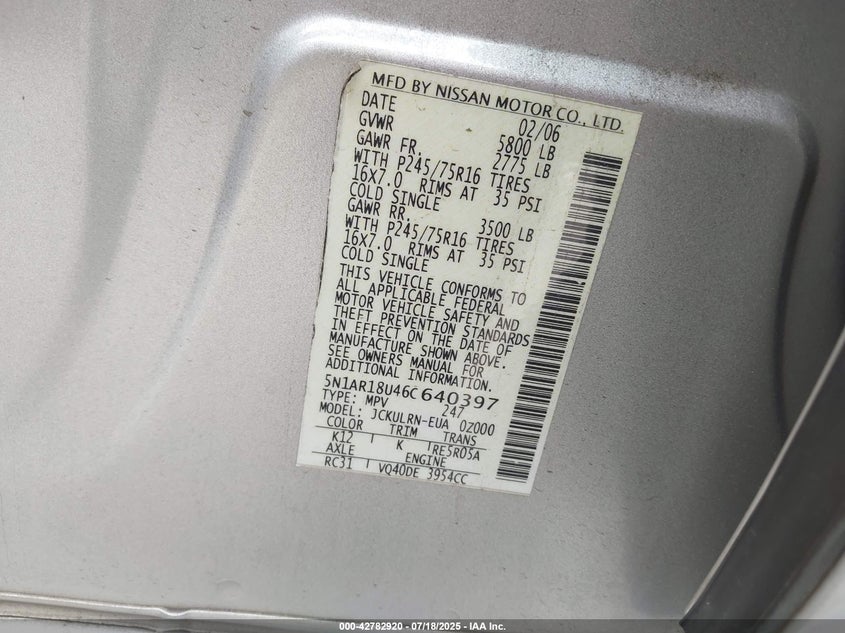 MFD BY NISSAN MOTOR CO., LTD.
DATE 02/06
GVWR 5800 LB
GAWR FR. 2775 LB
WITH P245/75R16 TIRES
16X7.0 RIMS AT 35 PSI
COLD SINGLE
GAWR RR. 3500 LB
WITH P245/75R16 TIRES
16X7.0 RIMS AT 35 PSI
COLD SINGLE
THIS VEHICLE CONFORMS TO
ALL APPLICABLE FEDERAL
MOTOR VEHICLE SAFETY AND
THEFT PREVENTION STANDARDS
IN EFFECT ON THE DATE OF
MANUFACTURE SHOWN ABOVE.
SEE OWNERS MANUAL FOR
ADDITIONAL INFORMATION.
5N1AR18U46C640397
TYPE: MPV 247
MODEL: JCKULRN-EUA 0Z000
COLOR TRIM TRANS
K12 K RE5R05A
AXLE ENGINE
RC31 VQ40DE 3954CC
000-42782920 - 07/18/2025 - IAA Inc.